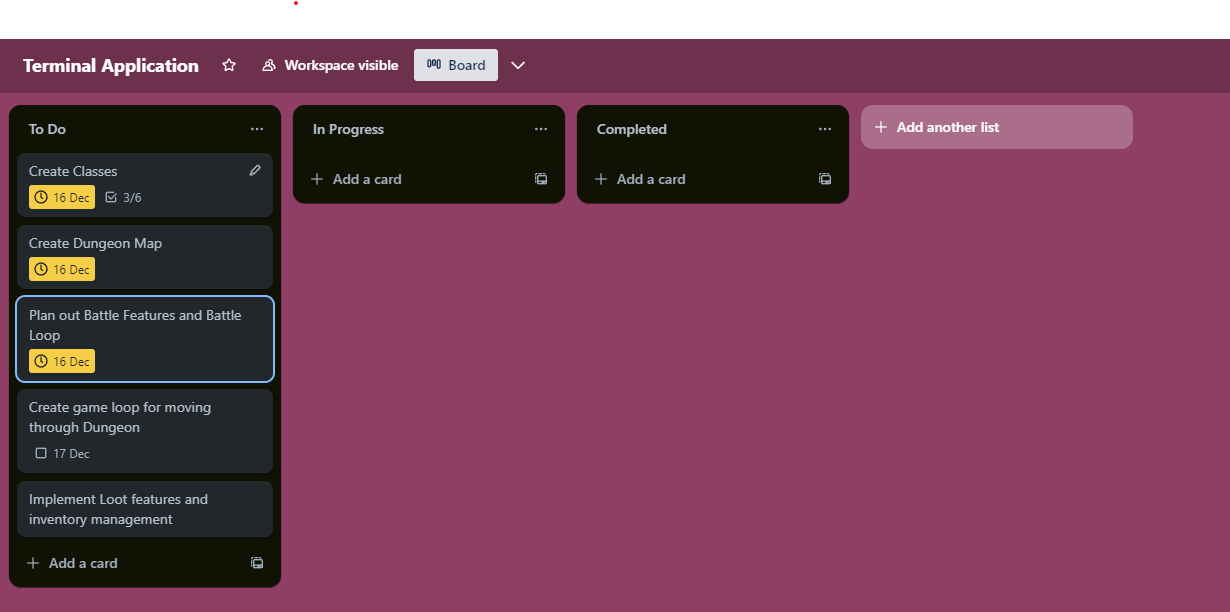 Terminal Application
Workspace visible
Board
To Do
Create Classes
16 Dec
3/6
Create Dungeon Map
16 Dec
Plan out Battle Features and Battle
Loop
16 Dec
Create game loop for moving
through Dungeon
17 Dec
Implement Loot features and
inventory management
Add a card
In Progress
Add a card
Completed
Add a card
Add another list